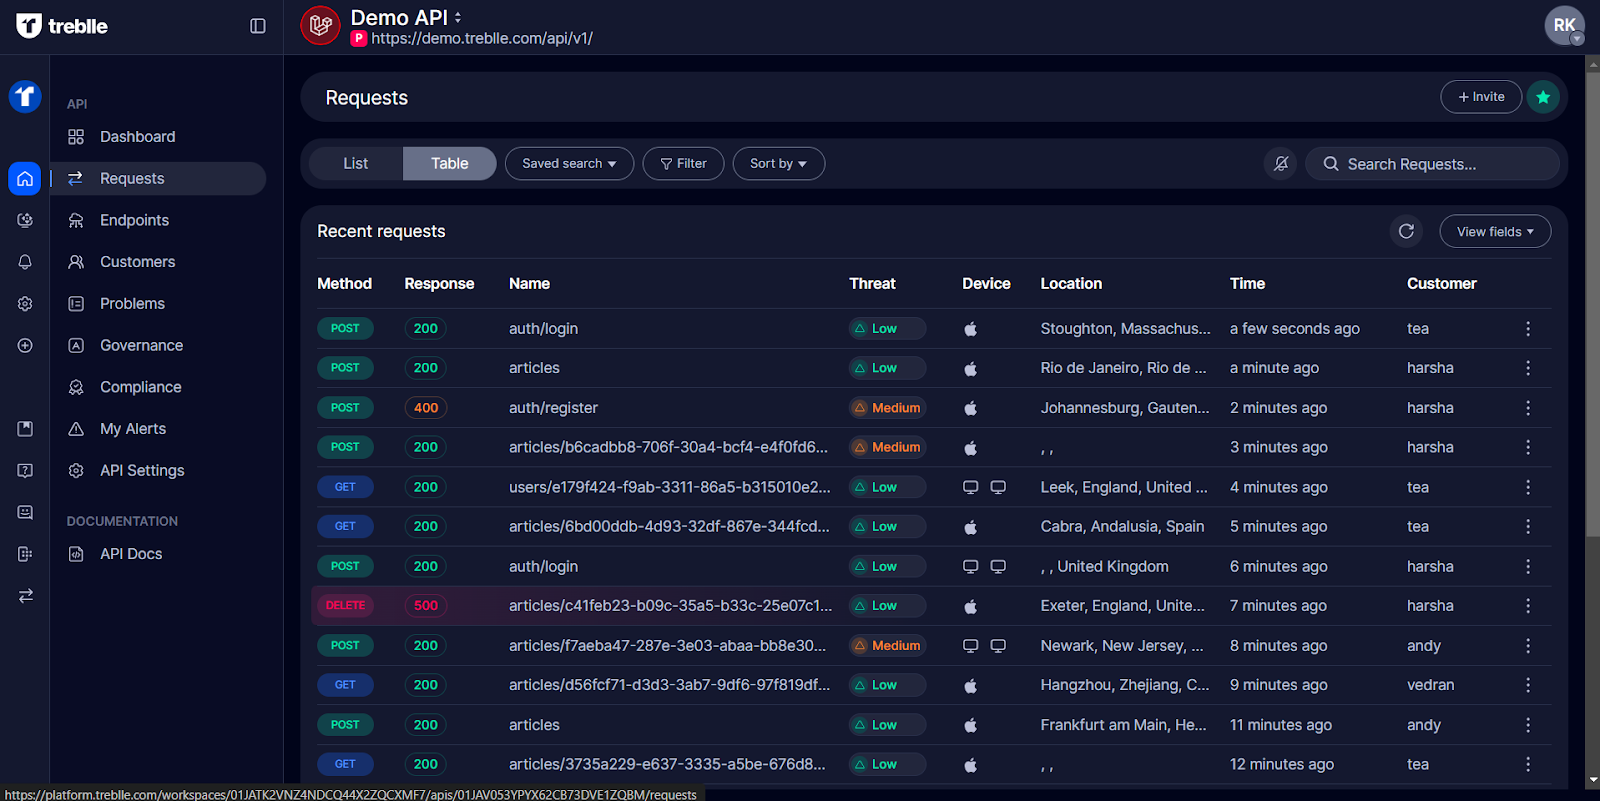 treblle
Demo API
P https://demo.treblle.com/api/v1/
RK
API
Dashboard
Requests
Endpoints
Customers
Problems
Governance
Compliance
My Alerts
API Settings
DOCUMENTATION
API Docs
Requests
+ Invite
List Table Saved search Filter Sort by Search Requests...
Recent requests View fields
Method Response Name Threat Device Location Time Customer
POST 200 auth/login Low Stoughton, Massachus... a few seconds ago tea
POST 200 articles Low Rio de Janeiro, Rio de ... a minute ago harsha
POST 400 auth/register Medium Johannesburg, Gauten... 2 minutes ago harsha
POST 200 articles/b6cadbb8-706f-30a4-bcf4-e4f0fd6... Medium , , 3 minutes ago harsha
GET 200 users/e179f424-f9ab-3311-86a5-b315010e2... Low Leek, England, United ... 4 minutes ago tea
GET 200 articles/6bd00ddb-4d93-32df-867e-344fcd... Low Cabra, Andalusia, Spain 5 minutes ago tea
POST 200 auth/login Low , , United Kingdom 6 minutes ago harsha
DELETE 500 articles/c41feb23-b09c-35a5-b33c-25e07c1... Low Exeter, England, Unite... 7 minutes ago harsha
POST 200 articles/f7aeba47-287e-3e03-abaa-bb8e30... Medium Newark, New Jersey, ... 8 minutes ago andy
GET 200 articles/d56fcf71-d3d3-3ab7-9df6-97f819df... Low Hangzhou, Zhejiang, C... 9 minutes ago vedran
POST 200 articles Low Frankfurt am Main, He... 11 minutes ago andy
GET 200 articles/3735a229-e637-3335-a5be-676d8... Low , , 12 minutes ago tea
https://platform.treblle.com/workspaces/01JATK2VNZ4NDCQ44X2ZQCXMF7/apis/01JAV053YPYX62CB73DVE1ZQBM/requests